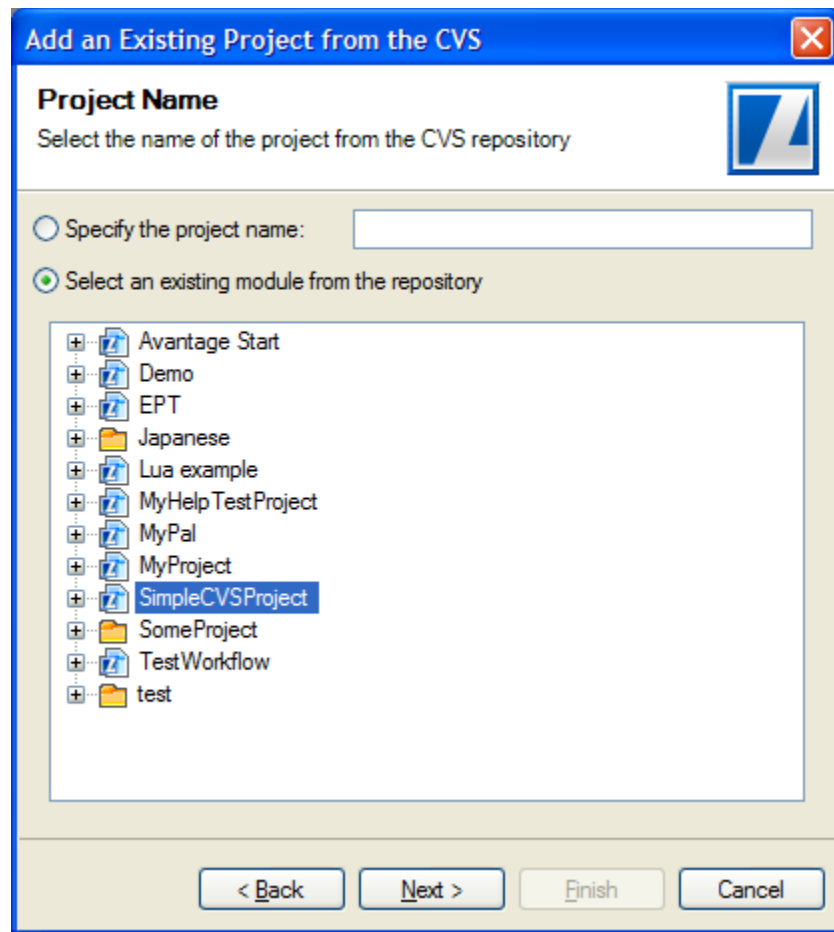 Add an Existing Project from the CVS
Project Name
Select the name of the project from the CVS repository
Specify the project name:
Select an existing module from the repository
Avantage Start
Demo
EPT
Japanese
Lua example
MyHelpTestProject
MyPal
MyProject
SimpleCVSProject
SomeProject
TestWorkflow
test
< Back Next > Finish Cancel